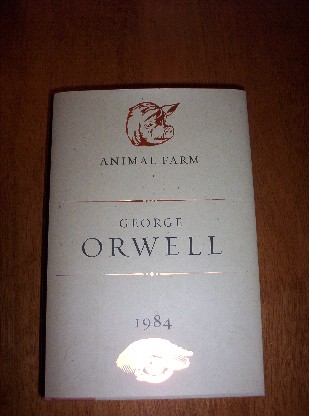 ANIMAL FARM
GEORGE
ORWELL
1984